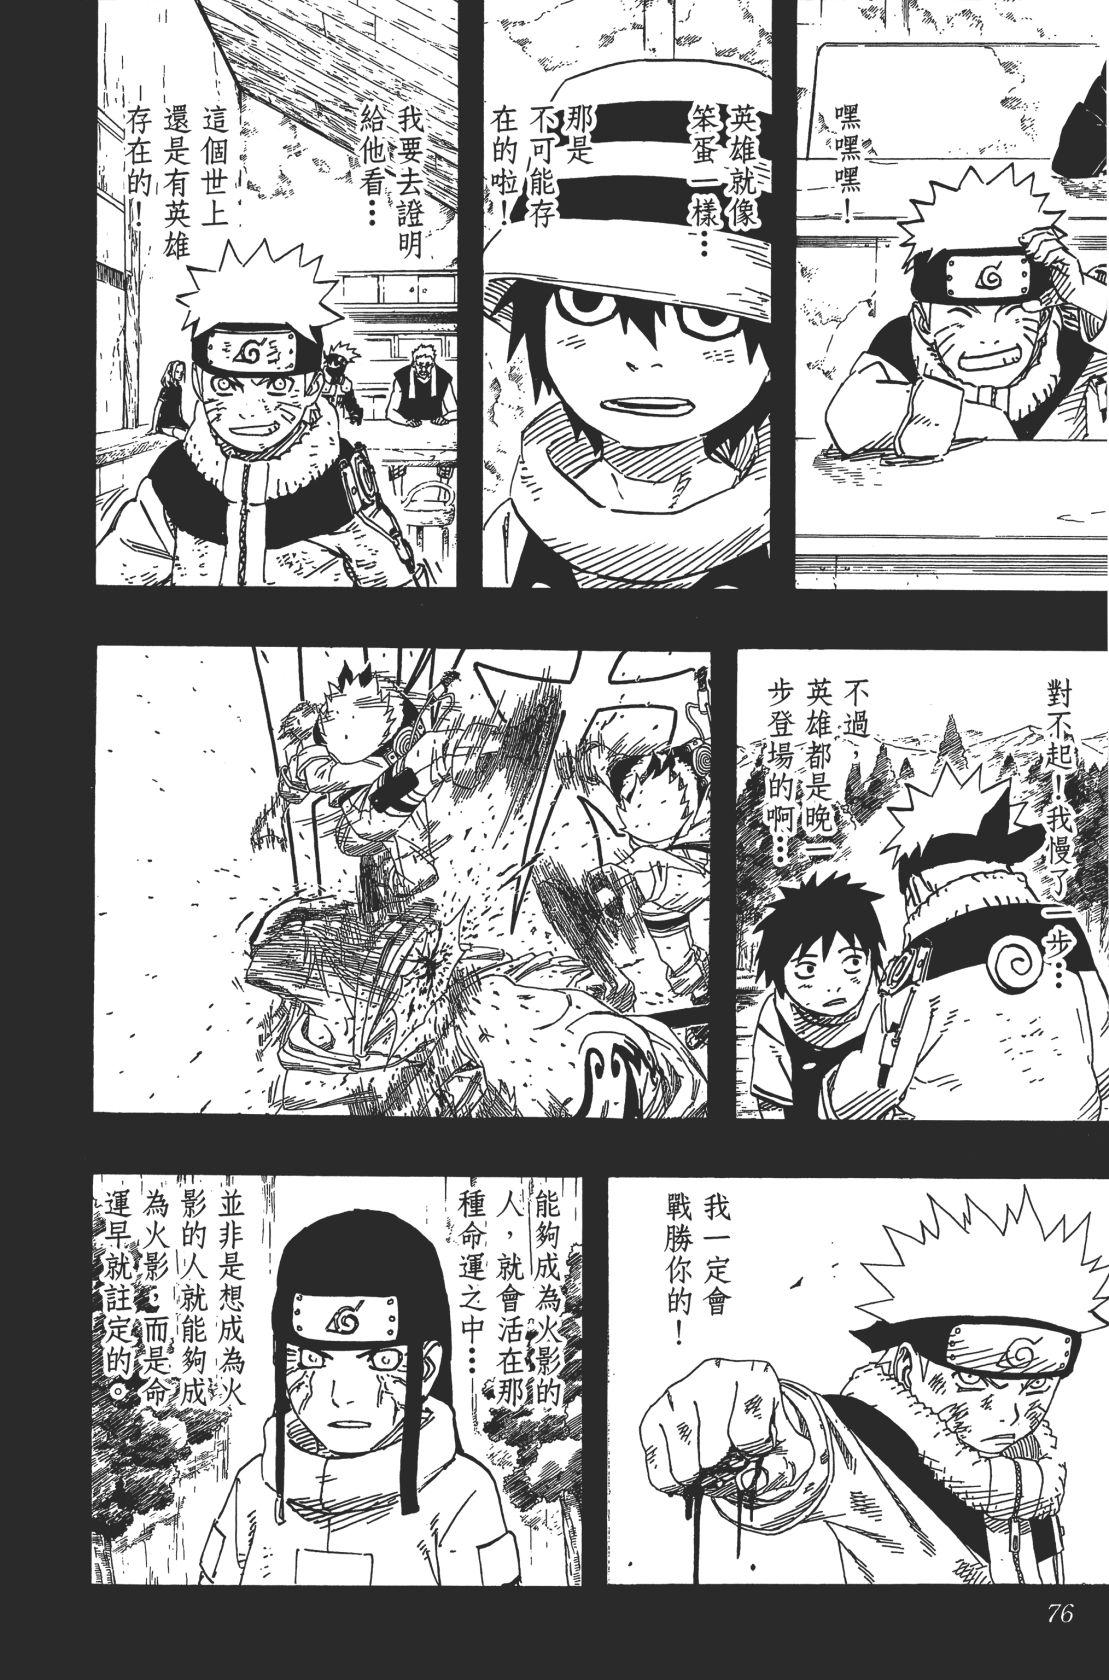 嘿嘿嘿！
英雄就像
笨蛋一樣…
那是
不可能存
在的啦！
我要去證明
給他看…
這個世上
還是有英雄
存在的！
對不起！我慢了一步…
不過，
英雄都是晚一
步登場的啊…
我一定會
戰勝你的！
能夠成為火影的
人，就會活在那
種命運之中…
並非是想成為火
影的人就能夠成
為火影，而是命
運早就註定的。
76